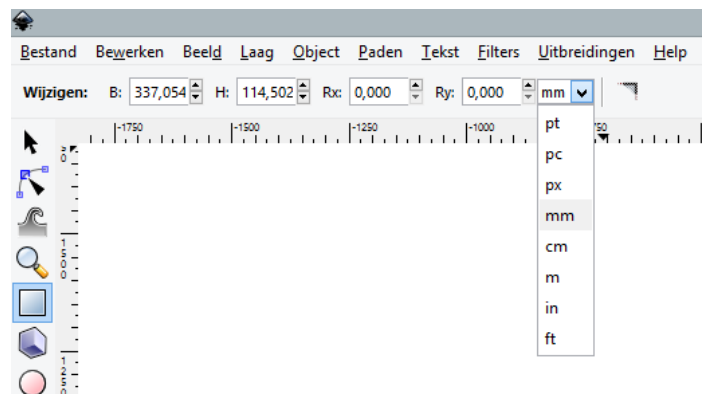 Bestand Bewerken Beeld Laag Object Paden Tekst Filters Uitbreidingen Help
Wijzigen: B: 337,054 H: 114,502 Rx: 0,000 Ry: 0,000 mm
-1750 -1500 -1250 -1000
pt
pc
px
mm
cm
m
in
ft
1500